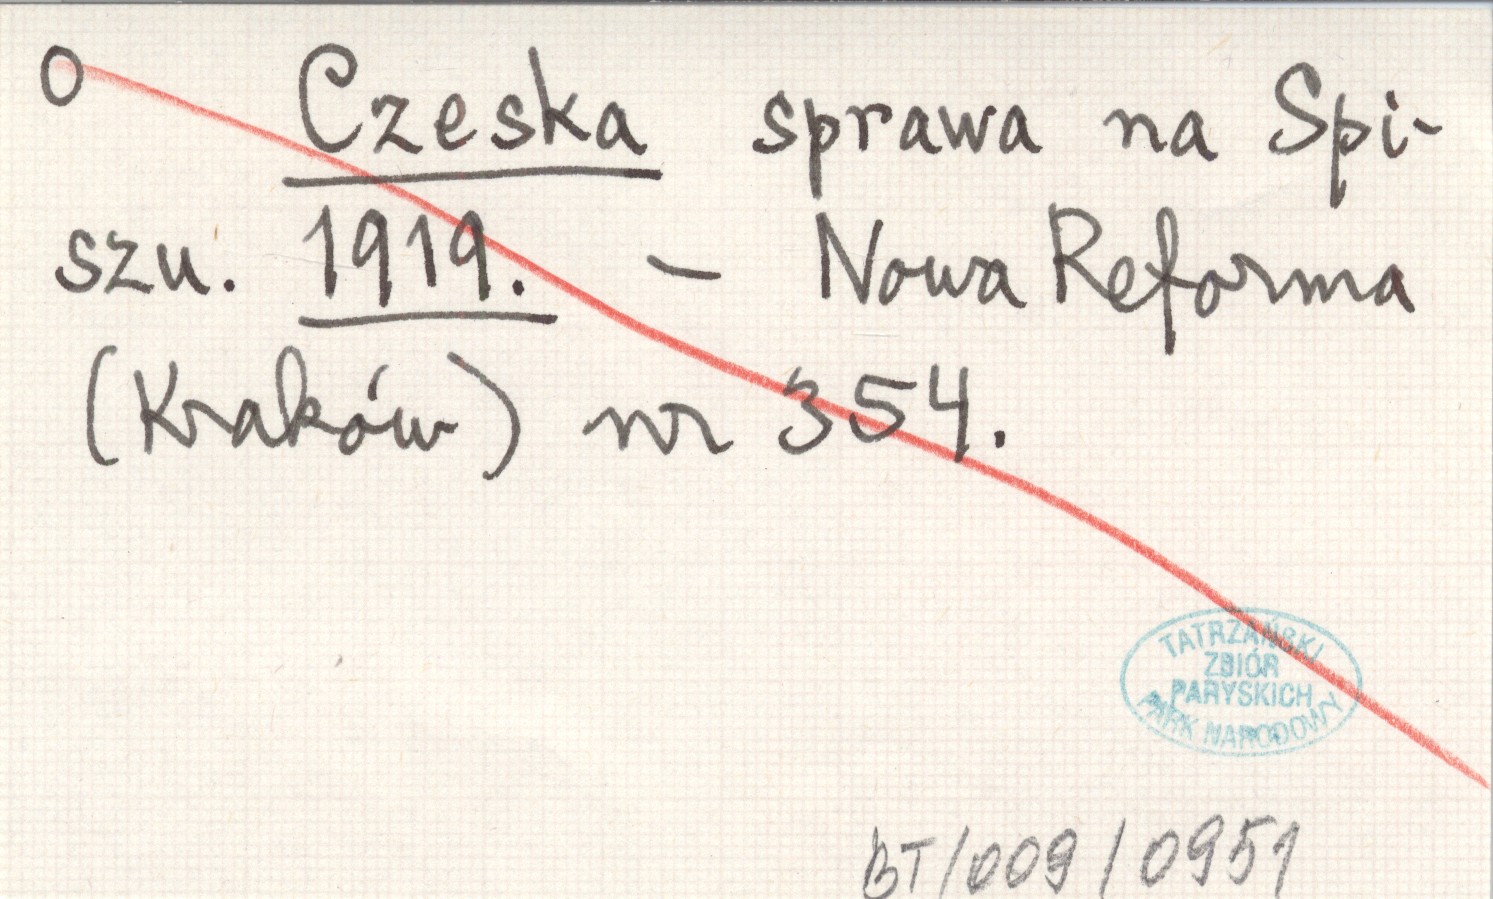 O Czeska sprawa na Spi-
szu. 1919. – Nowa Reforma
(Kraków) nr 354.
TATRZAŃSKI
ZBIÓR
PARYSKICH
PARK NARODOWY
BT/009/0951